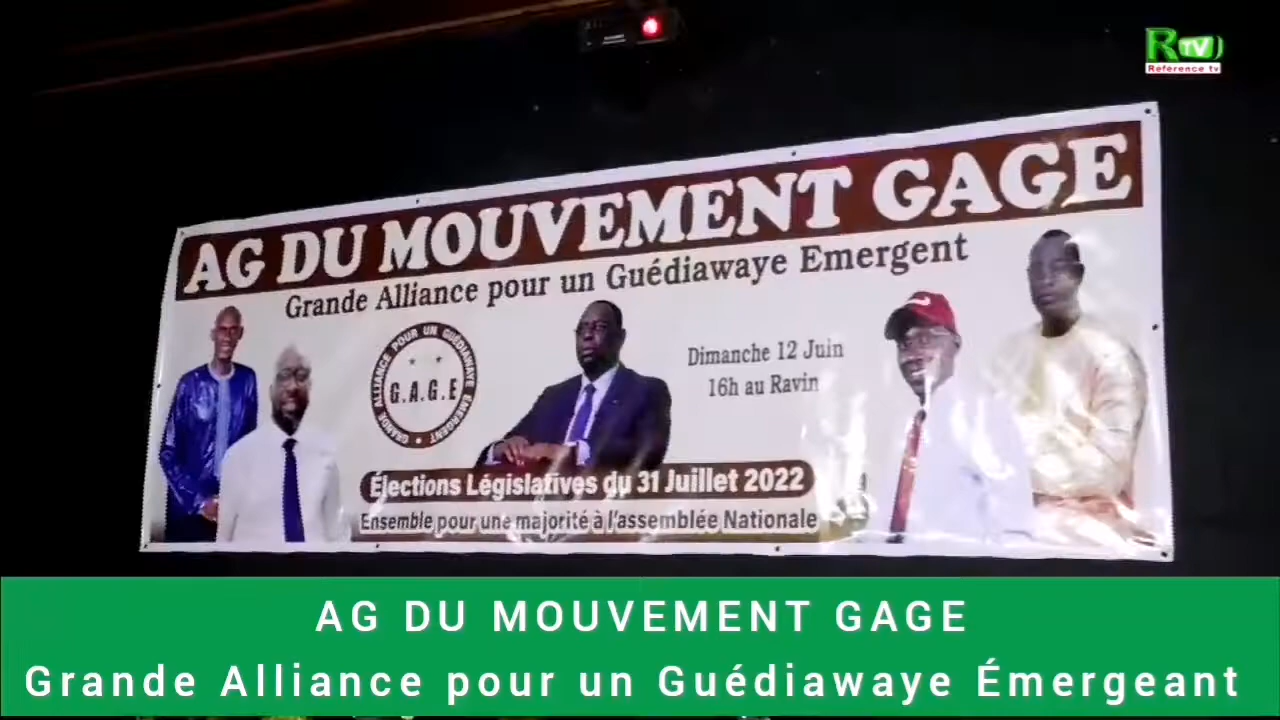 RTV
Reference tv
AG DU MOUVEMENT GAGE
Grande Alliance pour un Guédiawaye Emergent
GRANDE ALLIANCE POUR UN GUÉDIAWAYE EMERGENT
G.A.G.E
Dimanche 12 Juin
16h au Ravin
Élections Législatives du 31 Juillet 2022
Ensemble pour une majorité à l'assemblée Nationale
AG DU MOUVEMENT GAGE
Grande Alliance pour un Guédiawaye Émergeant